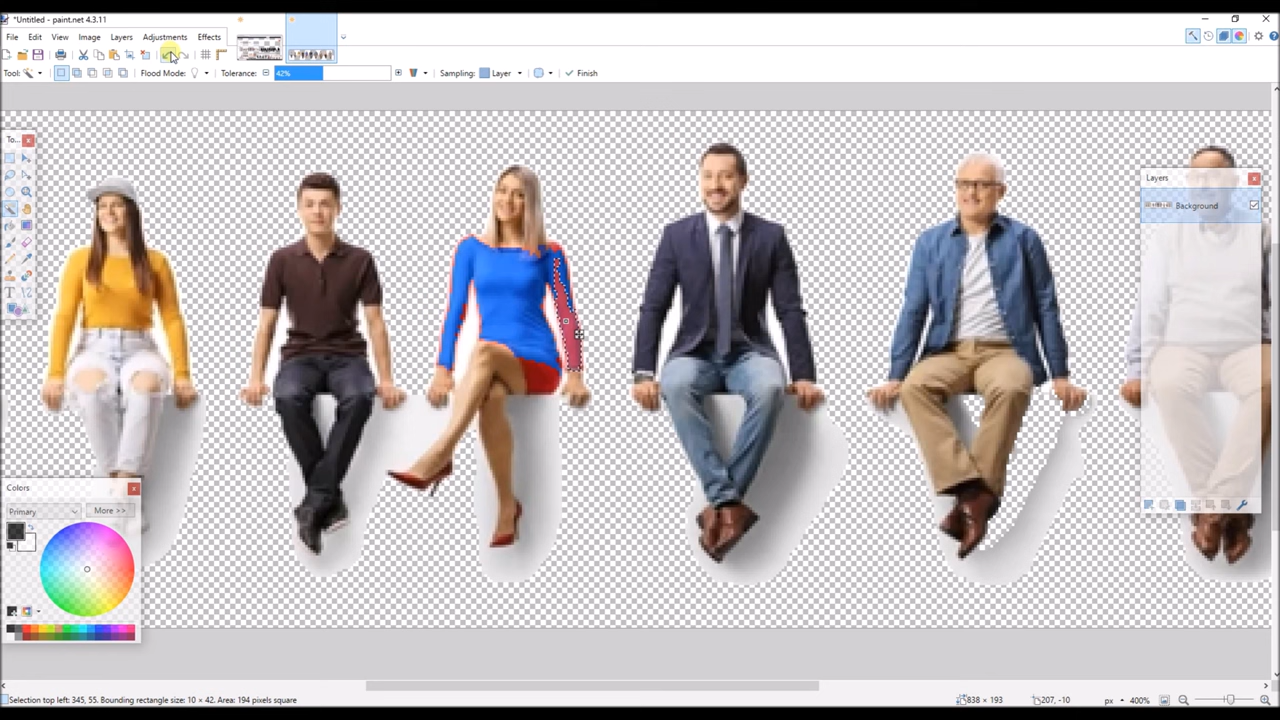 *Untitled - paint.net 4.3.11
File Edit View Image Layers Adjustments Effects
Tool: Flood Mode: Tolerance: 42% Sampling: Layer Finish
To...
Layers
Background
Colors
Primary More >>
Selection top left: 345, 55. Bounding rectangle size: 10 × 42. Area: 194 pixels square 838 × 193 207, -10 px 400%